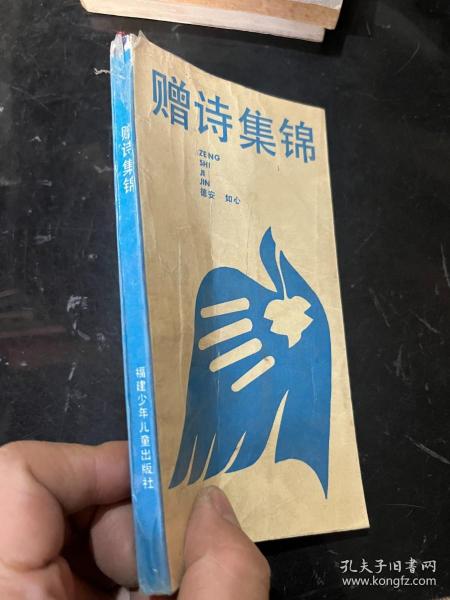 赠诗集锦
ZENG
SHI
JI
JIN
德安 如心
赠诗集锦
福建少年儿童出版社
孔夫子旧书网
www.kongfz.com